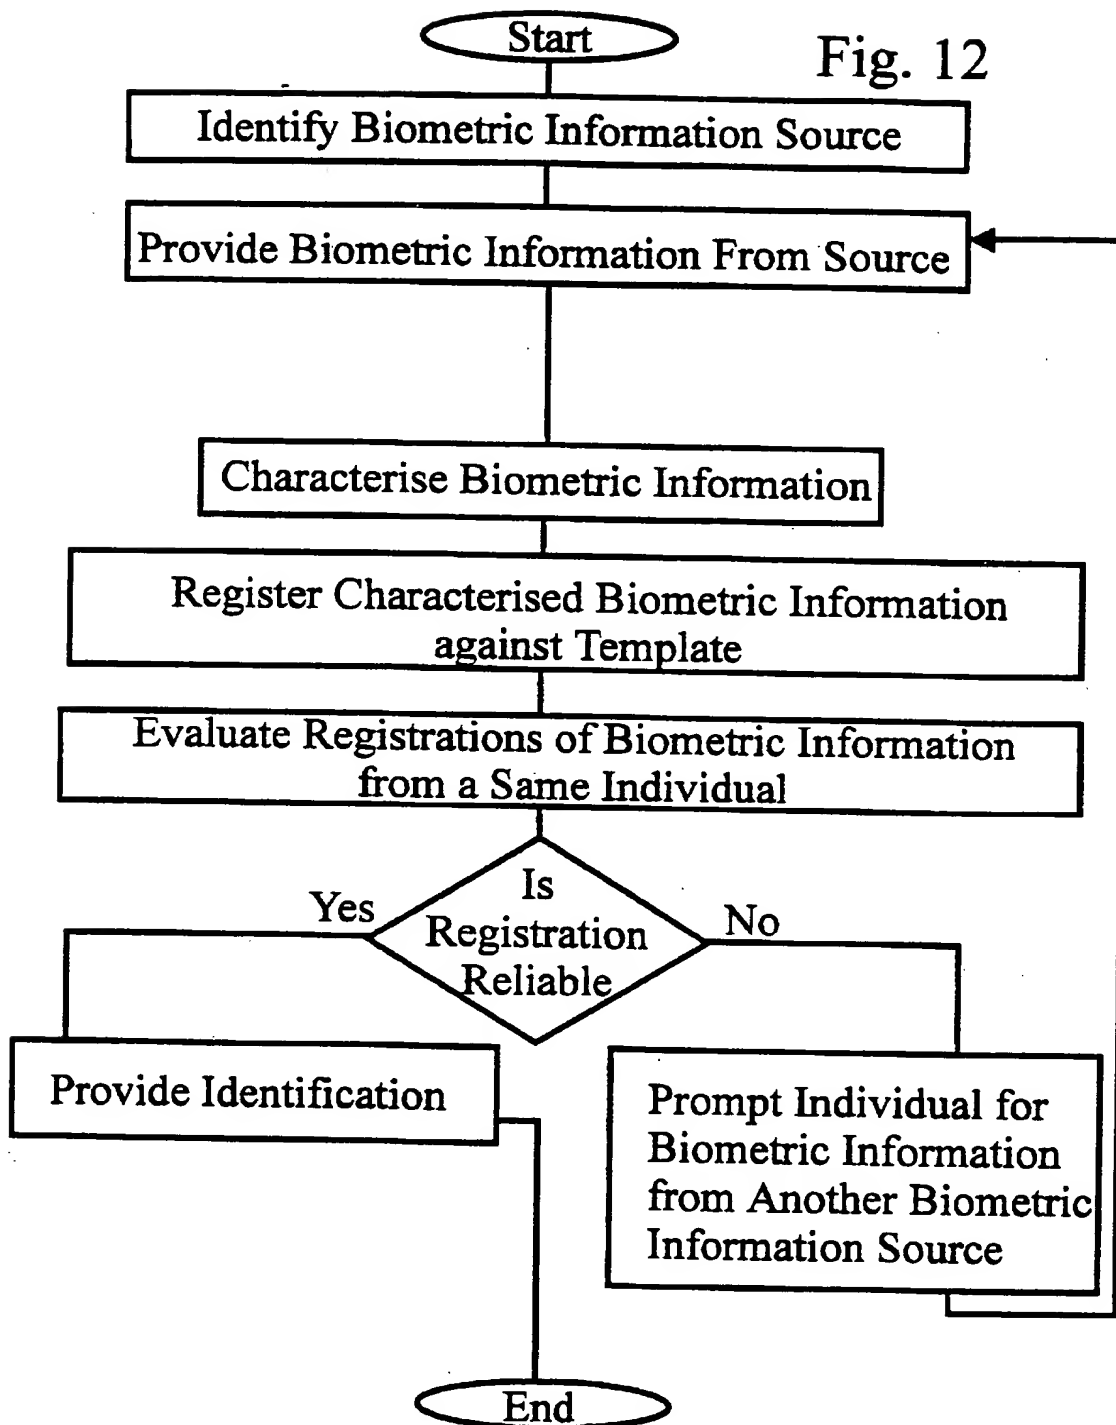 Start
Fig. 12
Identify Biometric Information Source
Provide Biometric Information From Source
Characterise Biometric Information
Register Characterised Biometric Information
against Template
Evaluate Registrations of Biometric Information
from a Same Individual
Is
Registration
Reliable
Yes
No
Provide Identification
Prompt Individual for
Biometric Information
from Another Biometric
Information Source
End